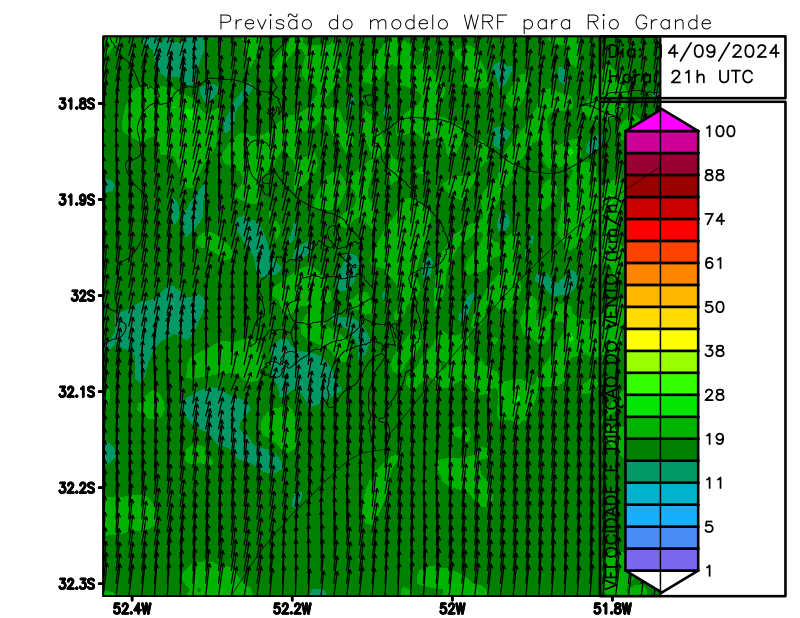 Previsão do modelo WRF para Rio Grande
Dia: 14/09/2024
Hora: 21h UTC
31.8S
31.9S
32S
32.1S
32.2S
32.3S
52.4W
52.2W
52W
51.8W
VELOCIDADE E DIREÇÃO DO VENTO (km/h)
100
88
74
61
50
38
28
19
11
5
1